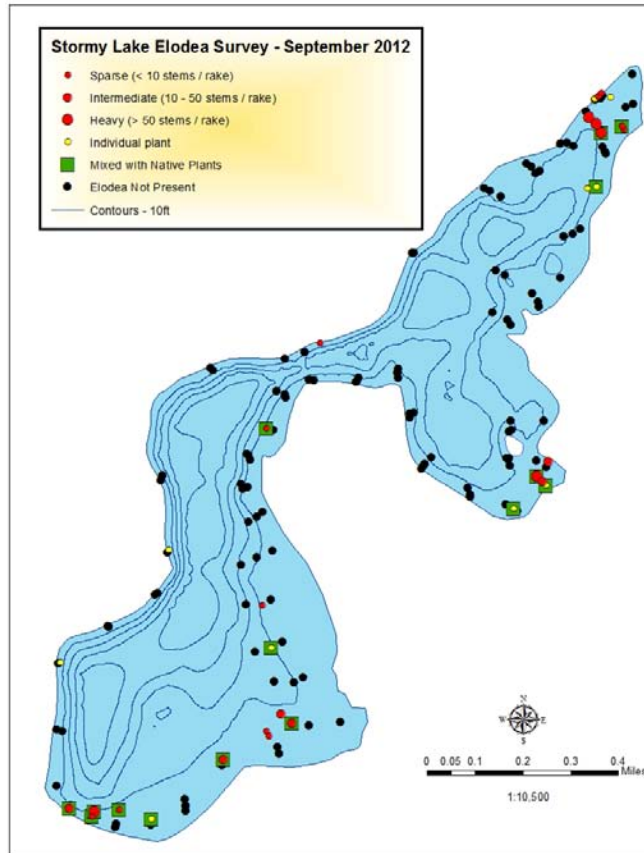 Stormy Lake Elodea Survey - September 2012
Sparse (< 10 stems / rake)
Intermediate (10 - 50 stems / rake)
Heavy (> 50 stems / rake)
Individual plant
Mixed with Native Plants
Elodea Not Present
Contours - 10ft
N
W E
S
0 0.05 0.1 0.2 0.3 0.4
Miles
1:10,500